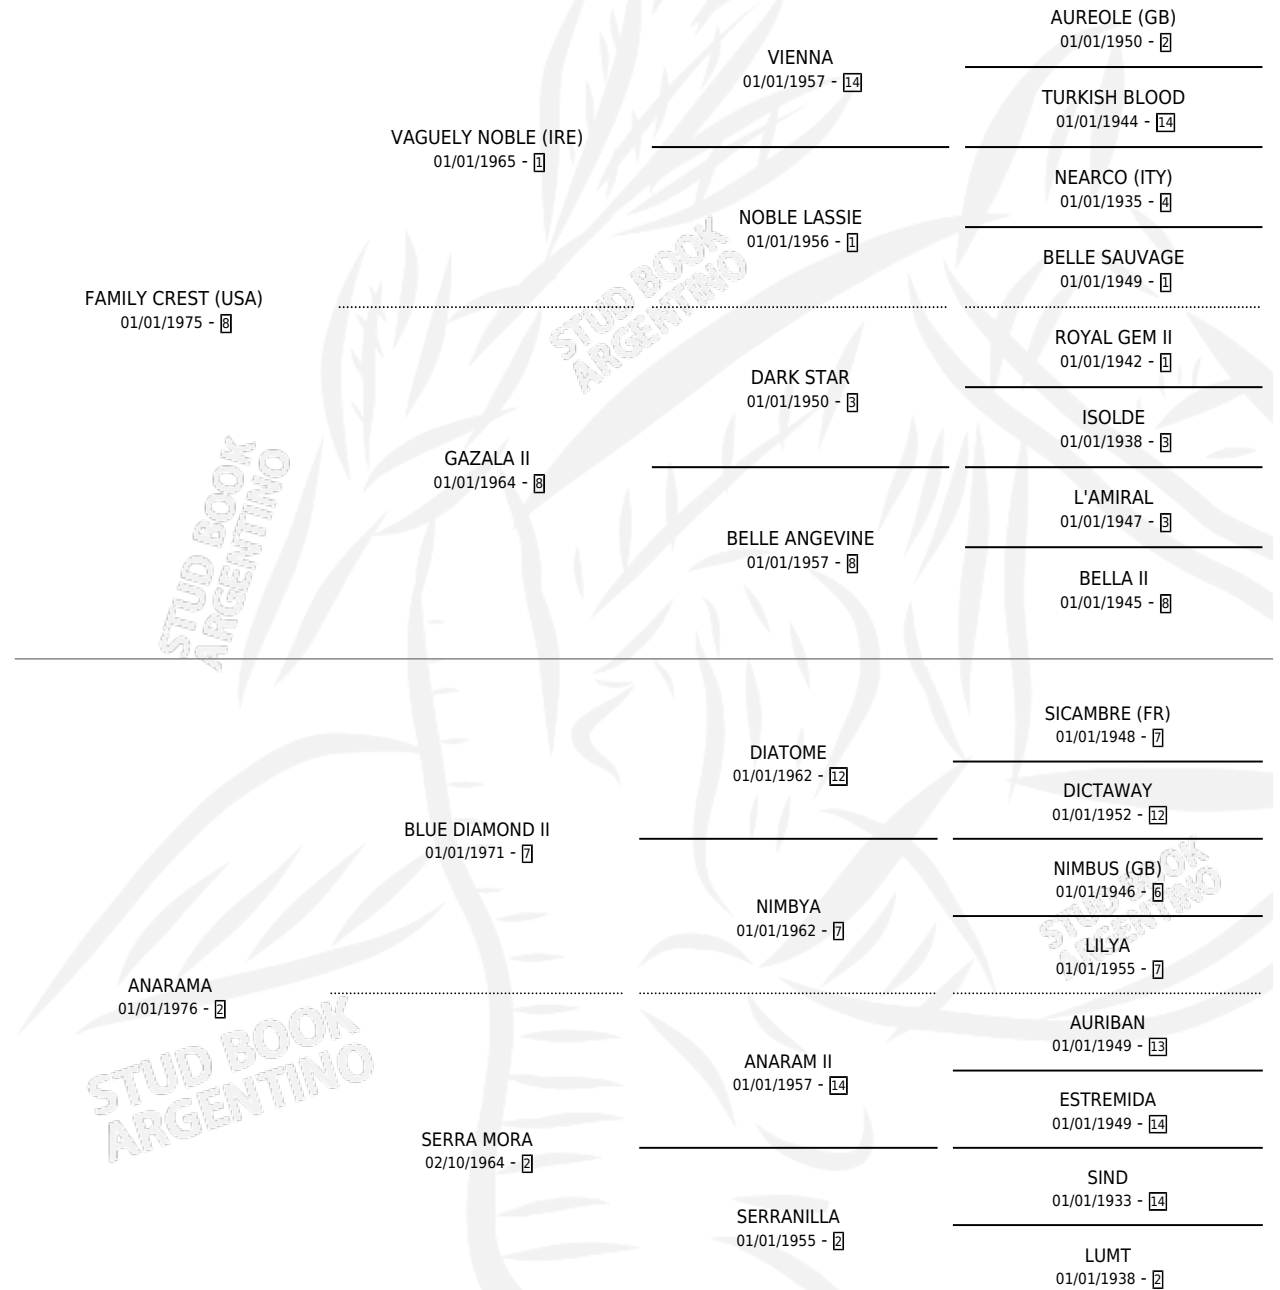 AUREOLE (GB)
01/01/1950 - 2
VIENNA
01/01/1957 - 14
TURKISH BLOOD
01/01/1944 - 14
VAGUELY NOBLE (IRE)
01/01/1965 - 1
NEARCO (ITY)
01/01/1935 - 4
NOBLE LASSIE
01/01/1956 - 1
BELLE SAUVAGE
01/01/1949 - 1
FAMILY CREST (USA)
01/01/1975 - 8
ROYAL GEM II
01/01/1942 - 1
DARK STAR
01/01/1950 - 3
ISOLDE
01/01/1938 - 3
GAZALA II
01/01/1964 - 8
L'AMIRAL
01/01/1947 - 3
BELLE ANGEVINE
01/01/1957 - 8
BELLA II
01/01/1945 - 8
SICAMBRE (FR)
01/01/1948 - 7
DIATOME
01/01/1962 - 12
DICTAWAY
01/01/1952 - 12
BLUE DIAMOND II
01/01/1971 - 7
NIMBUS (GB)
01/01/1946 - 6
NIMBYA
01/01/1962 - 7
LILYA
01/01/1955 - 7
ANARAMA
01/01/1976 - 2
AURIBAN
01/01/1949 - 13
ANARAM II
01/01/1957 - 14
ESTREMIDA
01/01/1949 - 14
SERRA MORA
02/10/1964 - 2
SIND
01/01/1933 - 14
SERRANILLA
01/01/1955 - 2
LUMT
01/01/1938 - 2
STUD BOOK
ARGENTINO
STUD BOOK
ARGENTINO
STUD BOOK
ARGENTINO
STUD BOOK
ARGENTINO